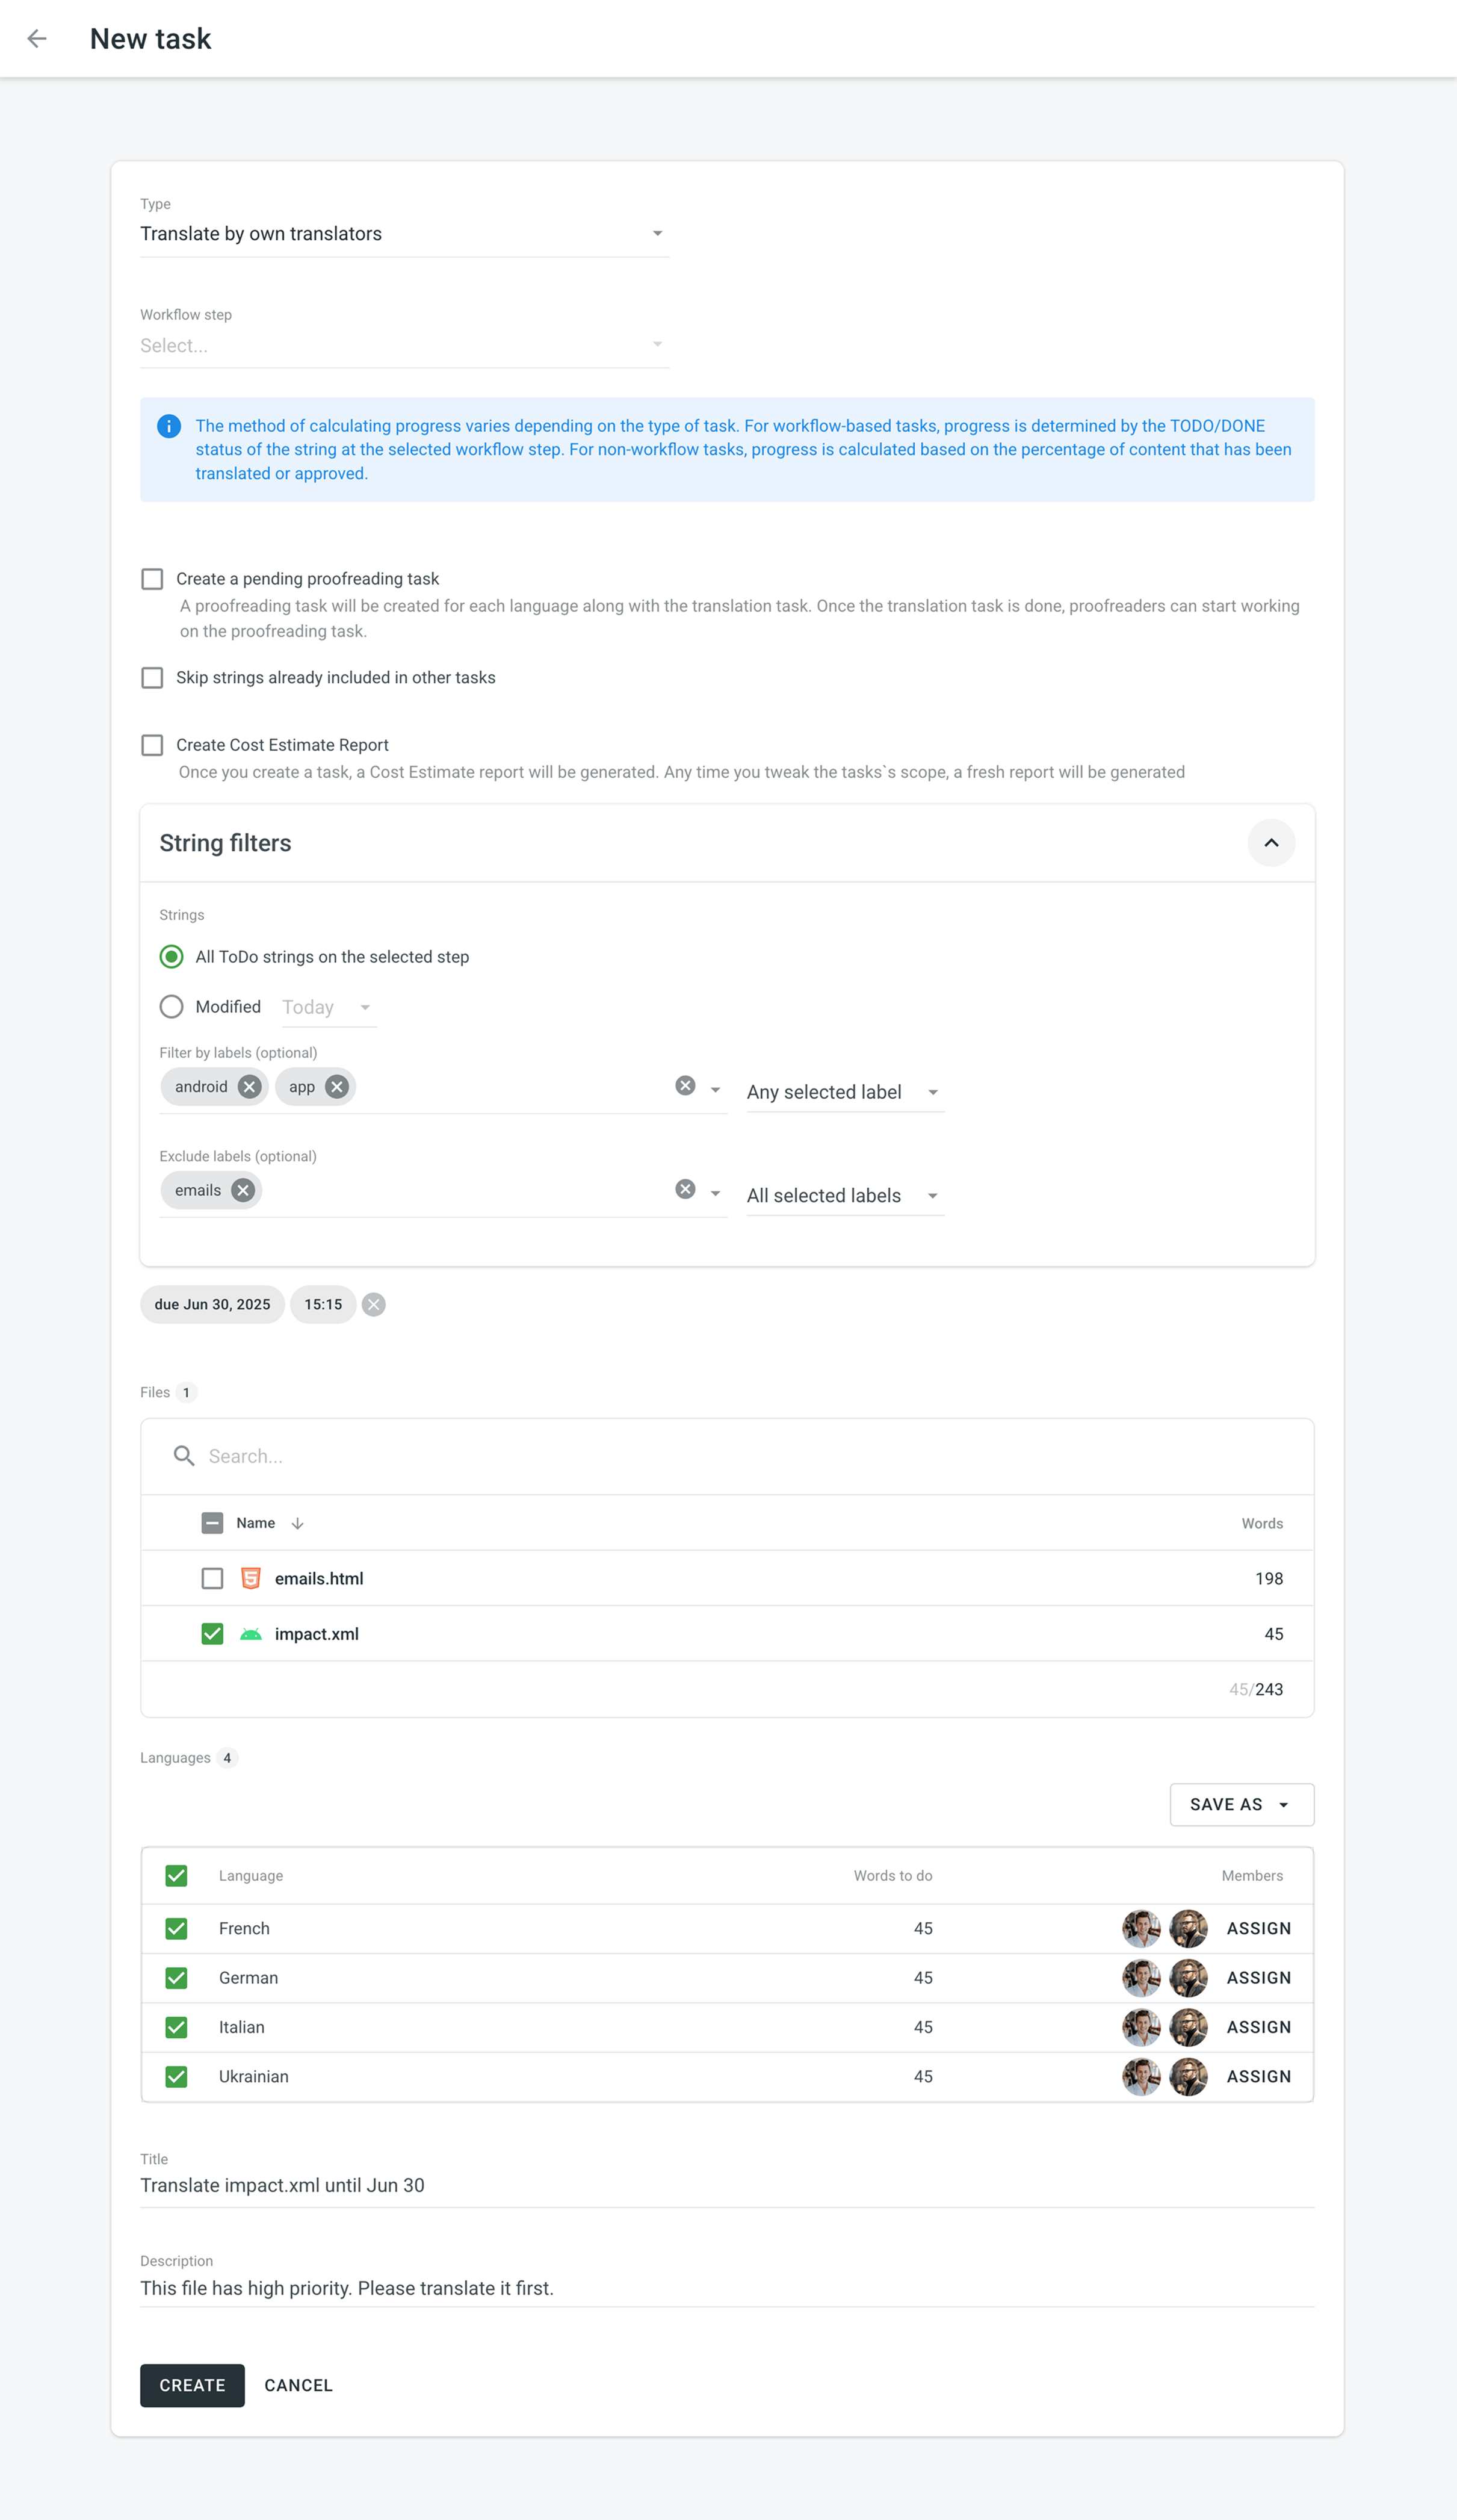 New task
Type
Translate by own translators
Workflow step
Select...
The method of calculating progress varies depending on the type of task. For workflow-based tasks, progress is determined by the TODO/DONE
status of the string at the selected workflow step. For non-workflow tasks, progress is calculated based on the percentage of content that has been
translated or approved.
Create a pending proofreading task
A proofreading task will be created for each language along with the translation task. Once the translation task is done, proofreaders can start working
on the proofreading task.
Skip strings already included in other tasks
Create Cost Estimate Report
Once you create a task, a Cost Estimate report will be generated. Any time you tweak the tasks`s scope, a fresh report will be generated
String filters
Strings
All ToDo strings on the selected step
Modified Today
Filter by labels (optional)
android app Any selected label
Exclude labels (optional)
emails All selected labels
due Jun 30, 2025 15:15
Files 1
Search...
Name Words
emails.html 198
impact.xml 45
45/243
Languages 4
SAVE AS
Language Words to do Members
French 45 ASSIGN
German 45 ASSIGN
Italian 45 ASSIGN
Ukrainian 45 ASSIGN
Title
Translate impact.xml until Jun 30
Description
This file has high priority. Please translate it first.
CREATE CANCEL